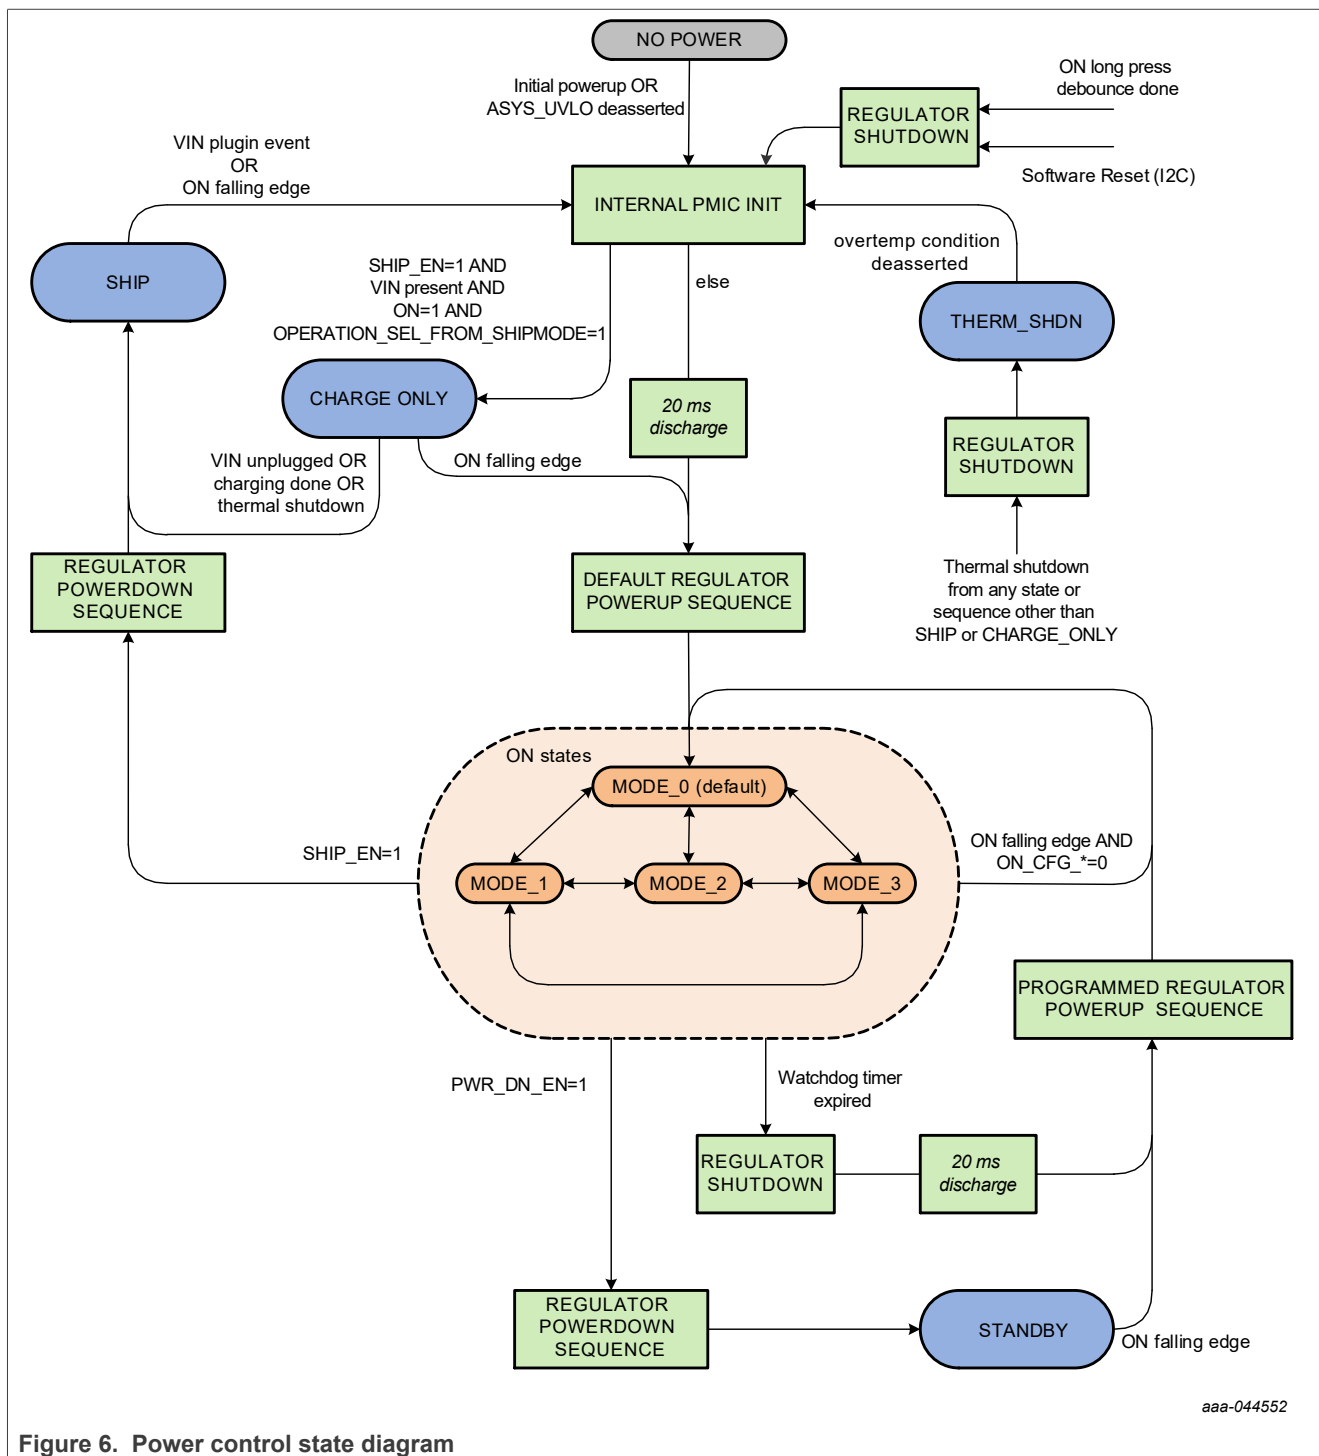 NO POWER
Initial powerup OR
ASYS_UVLO deasserted
ON long press
debounce done
REGULATOR
SHUTDOWN
Software Reset (I2C)
VIN plugin event
OR
ON falling edge
INTERNAL PMIC INIT
SHIP
SHIP_EN=1 AND
VIN present AND
ON=1 AND
OPERATION_SEL_FROM_SHIPMODE=1
else
overtemp condition
deasserted
THERM_SHDN
CHARGE ONLY
20 ms
discharge
REGULATOR
SHUTDOWN
VIN unplugged OR
charging done OR
thermal shutdown
ON falling edge
REGULATOR
POWERDOWN
SEQUENCE
DEFAULT REGULATOR
POWERUP SEQUENCE
Thermal shutdown
from any state or
sequence other than
SHIP or CHARGE_ONLY
ON states
MODE_0 (default)
SHIP_EN=1
MODE_1
MODE_2
MODE_3
ON falling edge AND
ON_CFG_*=0
PROGRAMMED REGULATOR
POWERUP SEQUENCE
PWR_DN_EN=1
Watchdog timer
expired
REGULATOR
SHUTDOWN
20 ms
discharge
REGULATOR
POWERDOWN
SEQUENCE
STANDBY
ON falling edge
aaa-044552
Figure 6. Power control state diagram